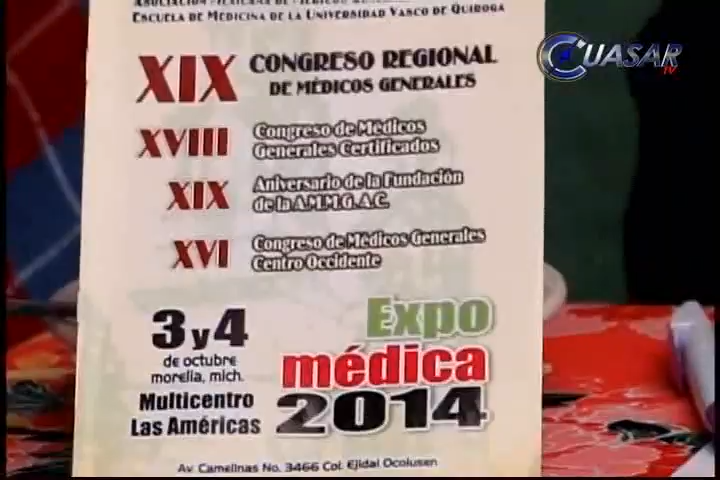 ESCUELA DE MEDICINA DE LA UNIVERSIDAD VASCO DE QUIROGA
XIX CONGRESO REGIONAL
DE MÉDICOS GENERALES
XVIII Congreso de Médicos
Generales Certificados
XIX Aniversario de la Fundación
de la A.M.M.G.A.C.
XVI Congreso de Médicos Generales
Centro Occidente
3 y 4
de octubre
morelia, mich.
Multicentro
Las Américas
Expo
médica
2014
Av. Camelinas No. 3466 Col. Ejidal Ocolusen
CUASAR
TV